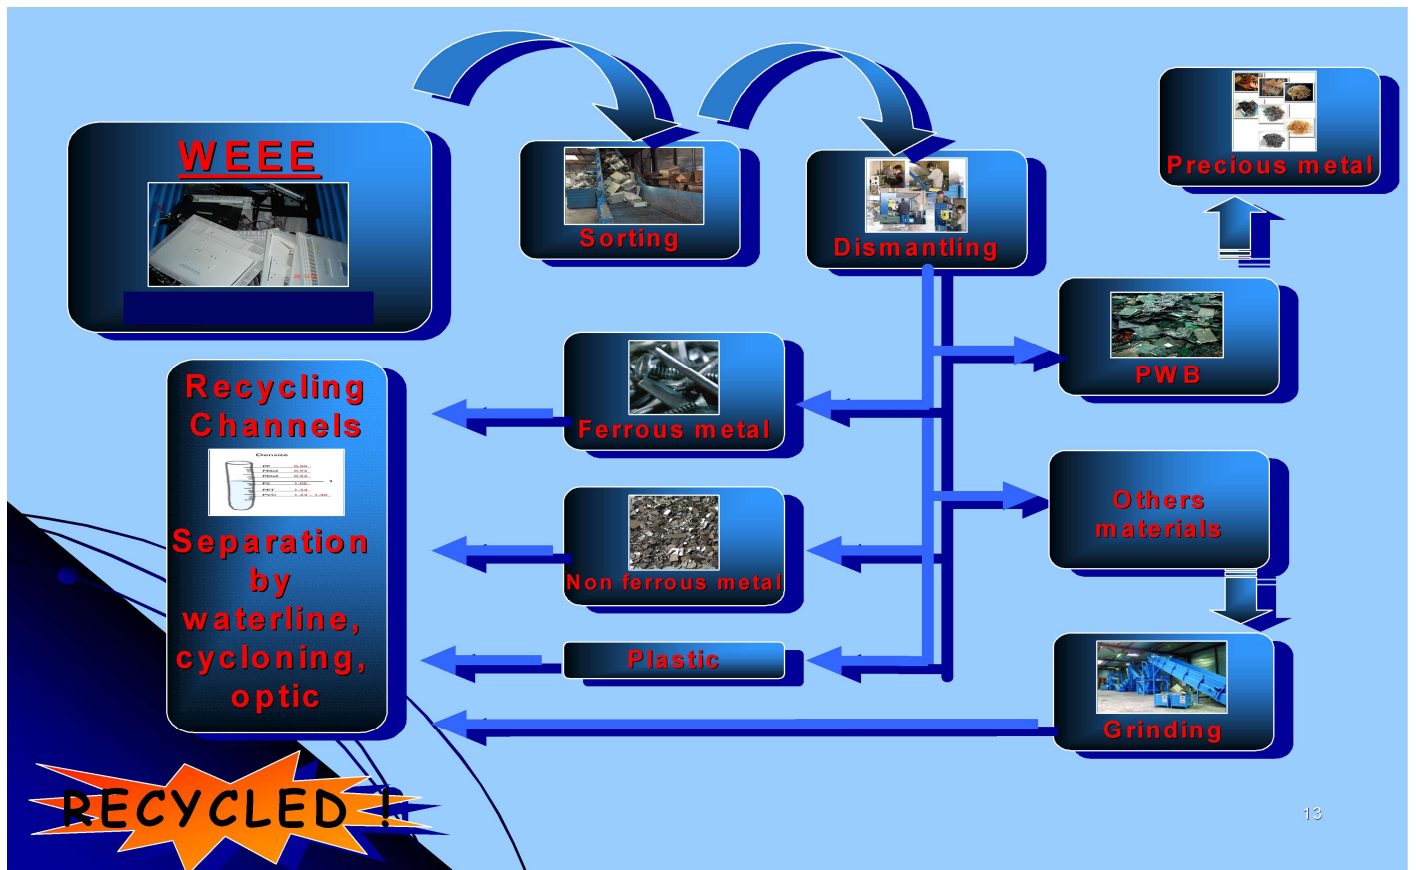 WEEE
Sorting
Dismantling
Precious metal
PWB
Ferrous metal
Others
materials
Non ferrous metal
Plastic
Grinding
Recycling
Channels
Densité
Separation
by
waterline,
cycloning,
optic
RECYCLED !
13